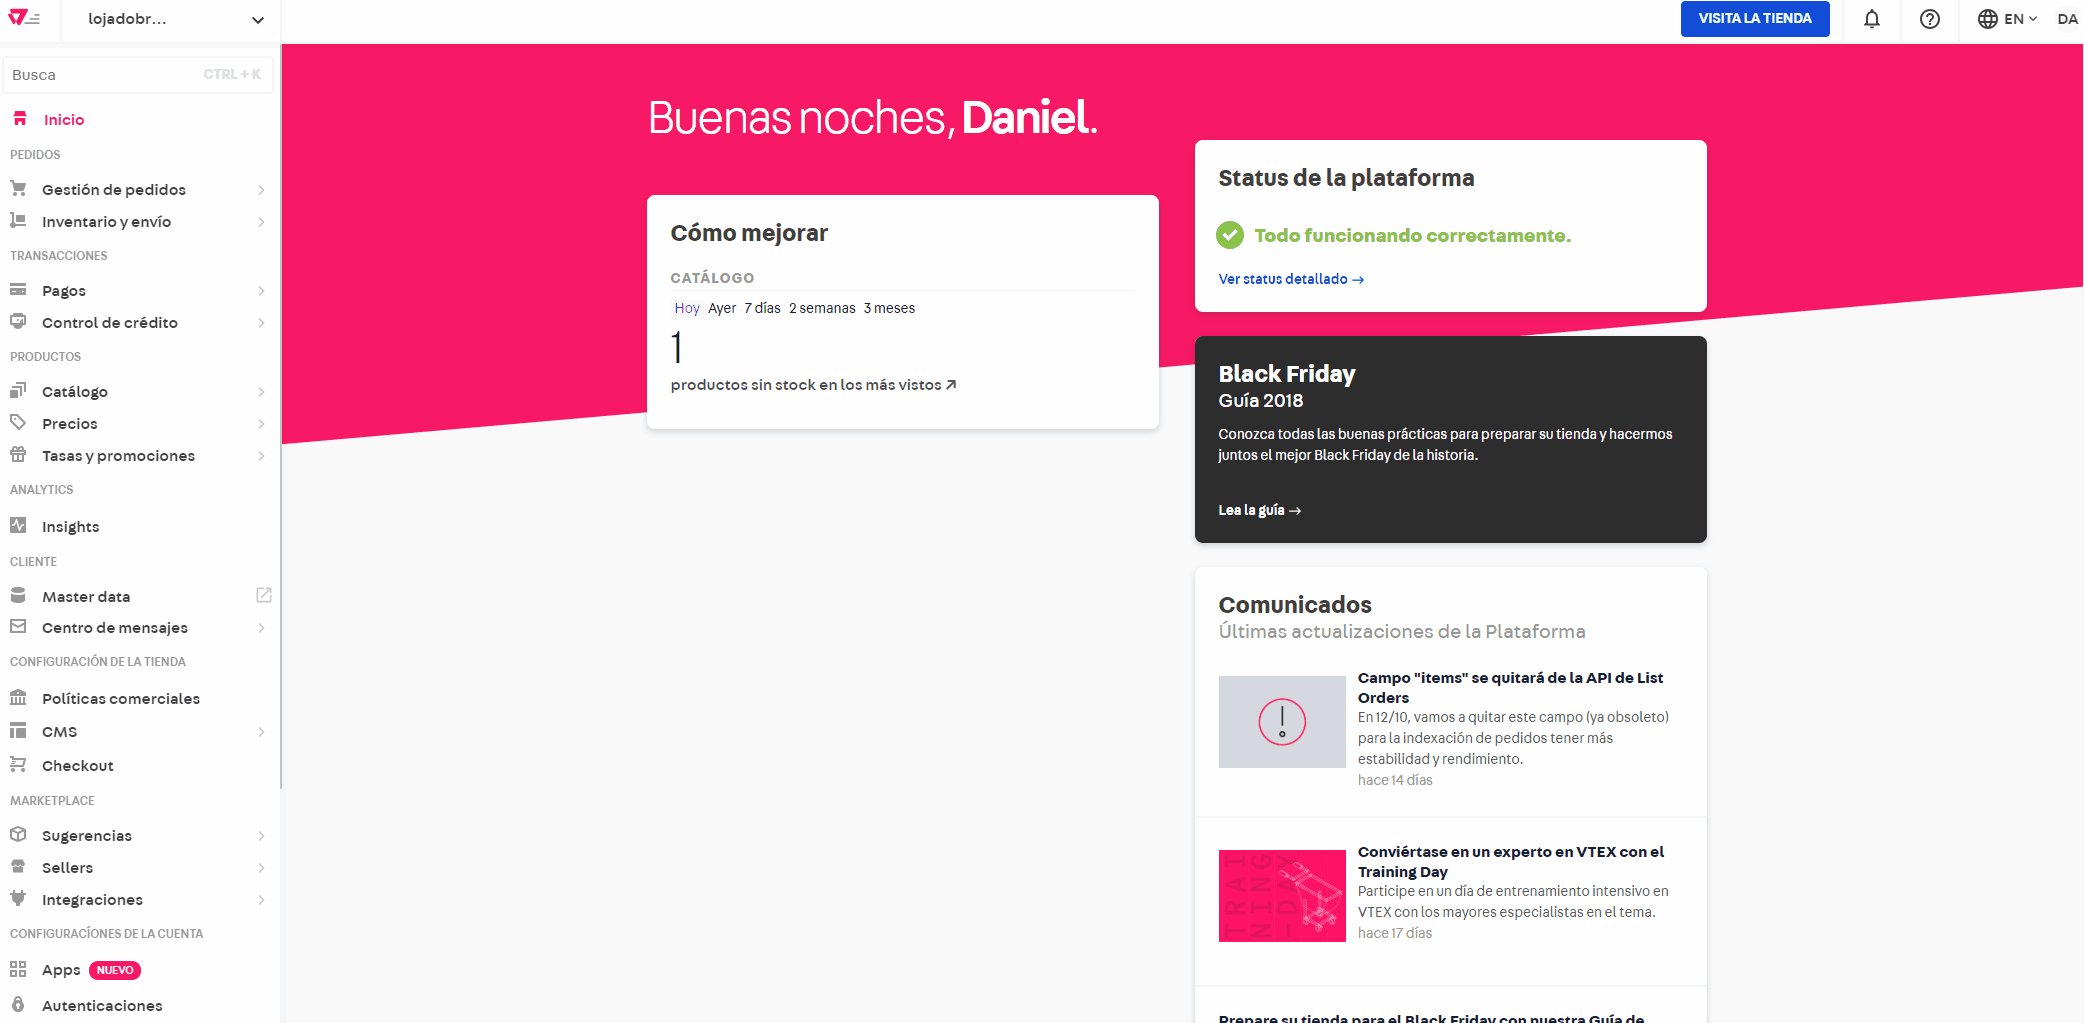 lojadobr...
VISITA LA TIENDA
EN
DA
Busca
CTRL + K
Inicio
PEDIDOS
Gestión de pedidos
Inventario y envío
TRANSACCIONES
Pagos
Control de crédito
PRODUCTOS
Catálogo
Precios
Tasas y promociones
ANALYTICS
Insights
CLIENTE
Master data
Centro de mensajes
CONFIGURACIÓN DE LA TIENDA
Políticas comerciales
CMS
Checkout
MARKETPLACE
Sugerencias
Sellers
Integraciones
CONFIGURACÍONES DE LA CUENTA
Apps NUEVO
Autenticaciones
Buenas noches, Daniel.
Cómo mejorar
CATÁLOGO
Hoy Ayer 7 días 2 semanas 3 meses
1
productos sin stock en los más vistos
Status de la plataforma
Todo funcionando correctamente.
Ver status detallado →
Black Friday
Guía 2018
Conozca todas las buenas prácticas para preparar su tienda y hacermos
juntos el mejor Black Friday de la historia.
Lea la guía →
Comunicados
Últimas actualizaciones de la Plataforma
Campo "items" se quitará de la API de List
Orders
En 12/10, vamos a quitar este campo (ya obsoleto)
para la indexación de pedidos tener más
estabilidad y rendimiento.
hace 14 días
TRAI
NING
—DAY
Conviértase en un experto en VTEX con el
Training Day
Participe en un día de entrenamiento intensivo en
VTEX con los mayores especialistas en el tema.
hace 17 días
Prepare su tienda para el Black Friday con nuestra Guía de